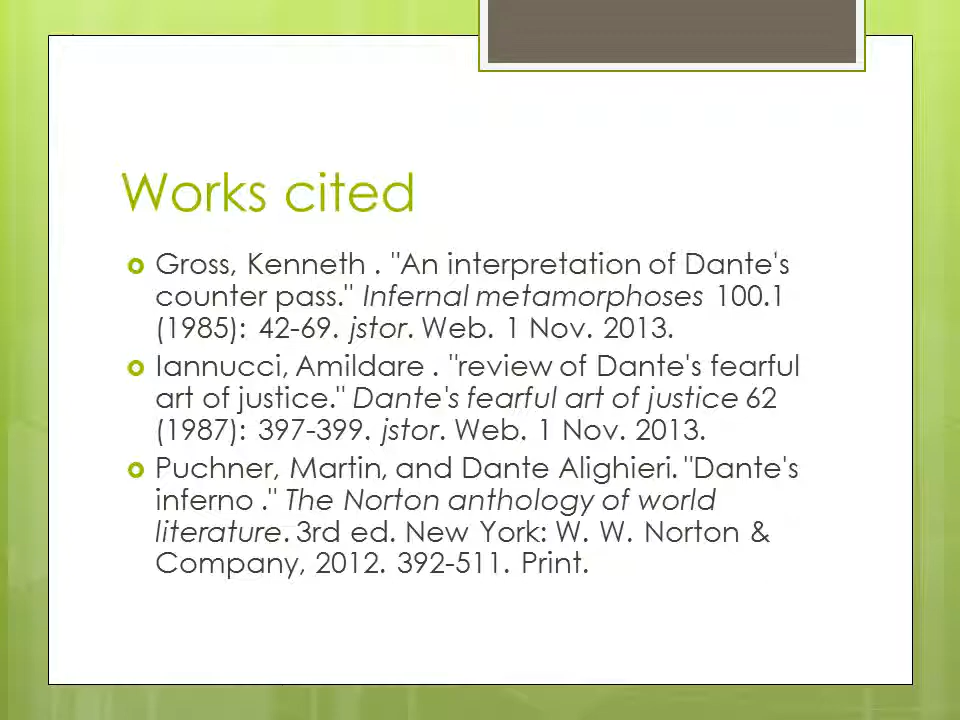 Works cited
Gross, Kenneth . "An interpretation of Dante's
counter pass." Infernal metamorphoses 100.1
(1985): 42-69. jstor. Web. 1 Nov. 2013.
Iannucci, Amildare . "review of Dante's fearful
art of justice." Dante's fearful art of justice 62
(1987): 397-399. jstor. Web. 1 Nov. 2013.
Puchner, Martin, and Dante Alighieri. "Dante's
inferno ." The Norton anthology of world
literature. 3rd ed. New York: W. W. Norton &
Company, 2012. 392-511. Print.